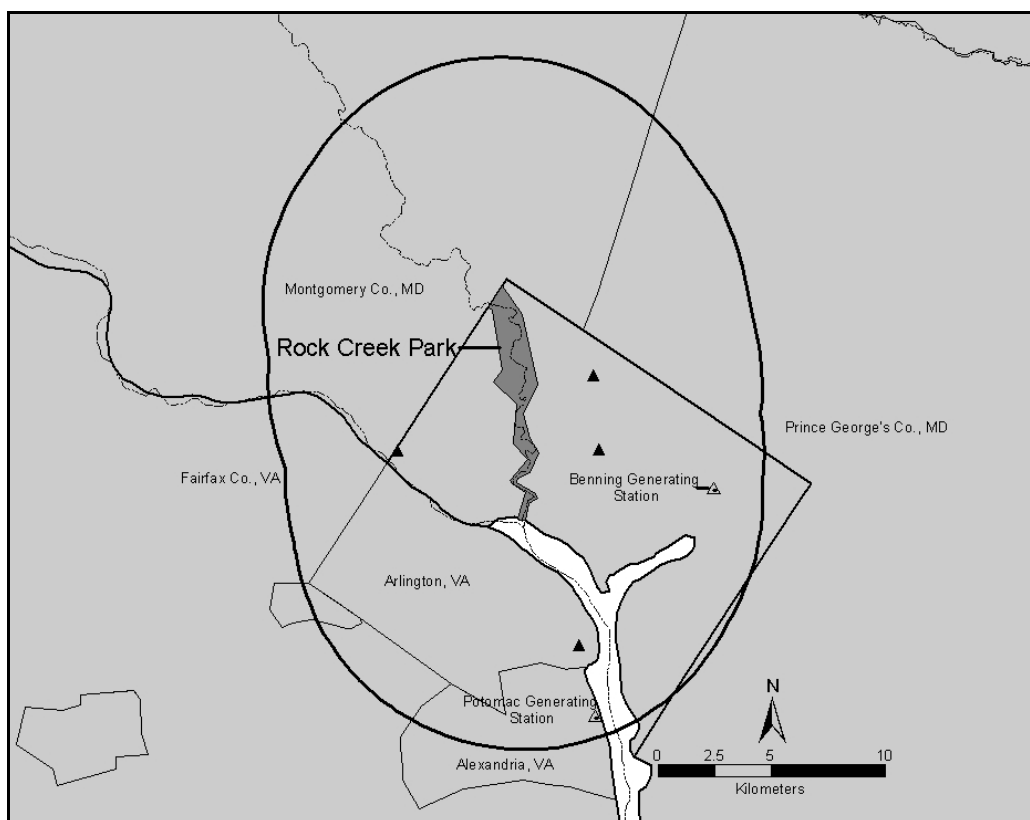 Montgomery Co., MD
Rock Creek Park
Prince George's Co., MD
Fairfax Co., VA
Benning Generating
Station
Arlington, VA
Potomac Generating
Station
Alexandria, VA
N
0 2.5 5 10
Kilometers